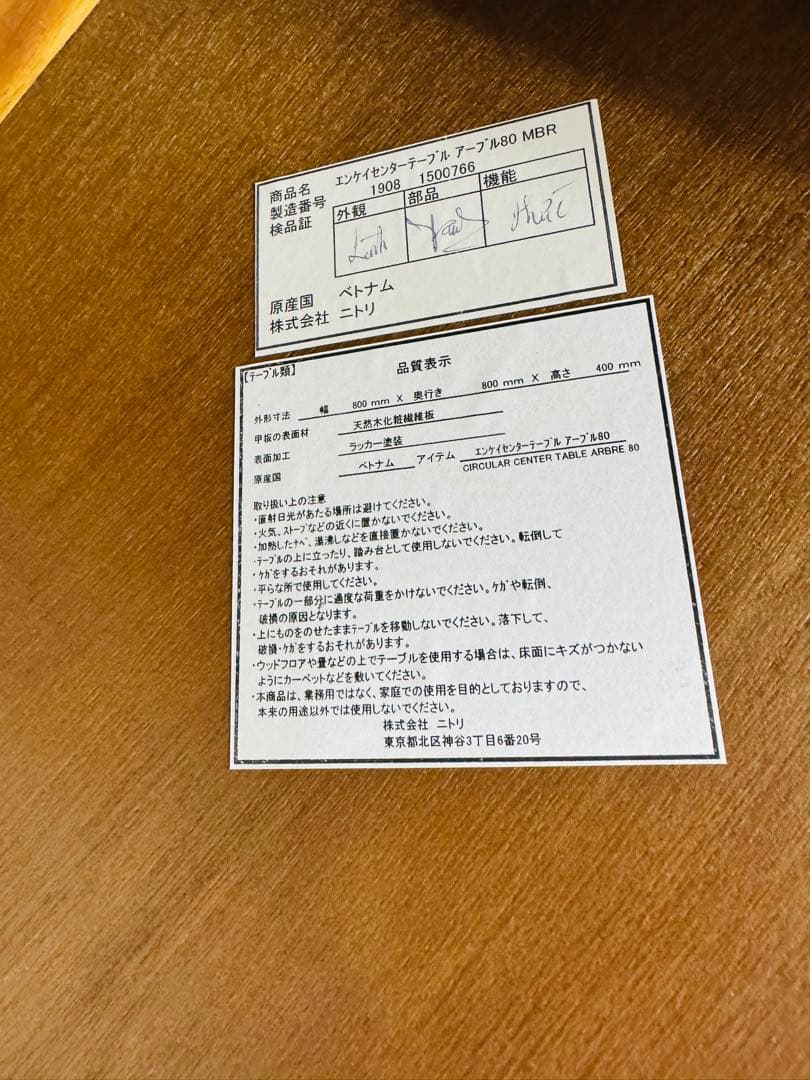 商品名 エンケイセンターテーブル アーブル80 MBR
製造番号 1908 1500766
検品証 外観 部品 機能
原産国 ベトナム
株式会社 ニトリ
【テーブル類】 品質表示
外形寸法 幅 800 mm X 奥行き 800 mm X 高さ 400 mm
甲板の表面材 天然木化粧繊維板
表面加工 ラッカー塗装
原産国 ベトナム アイテム エンケイセンターテーブル アーブル80
CIRCULAR CENTER TABLE ARBRE 80
取り扱い上の注意
・直射日光があたる場所は避けてください。
・火気、ストーブなどの近くに置かないでください。
・加熱したナベ、湯沸しなどを直接置かないでください。
・テーブルの上に立ったり、踏み台として使用しないでください。転倒して
・ケガをするおそれがあります。
・平らな所で使用してください。
・テーブルの一部分に過度な荷重をかけないでください。ケガや転倒、
破損の原因となります。
・上にものをのせたままテーブルを移動しないでください。落下して、
破損・ケガをするおそれがあります。
・ウッドフロアや畳などの上でテーブルを使用する場合は、床面にキズがつかない
ようにカーペットなどを敷いてください。
・本商品は、業務用ではなく、家庭での使用を目的としておりますので、
本来の用途以外では使用しないでください。
株式会社 ニトリ
東京都北区神谷3丁目6番20号